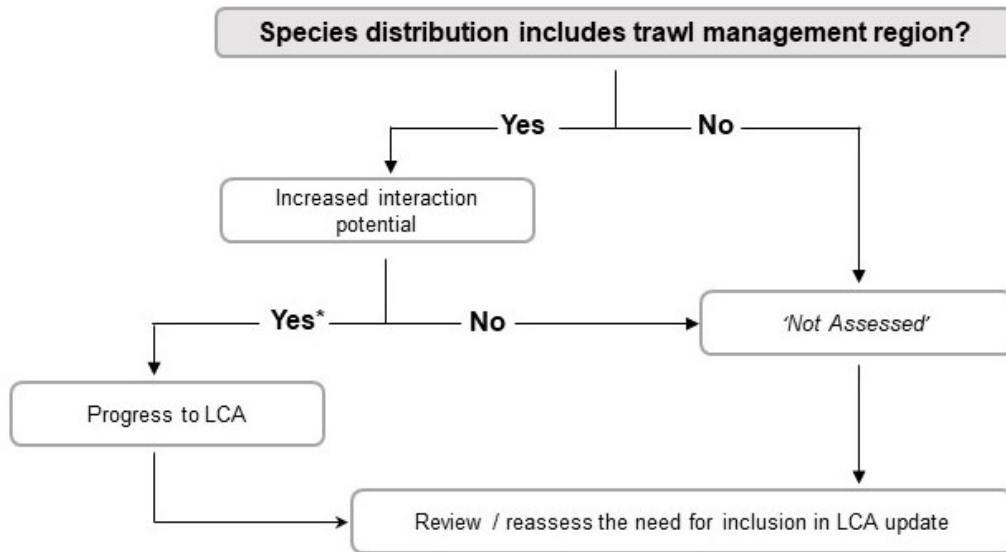 Species distribution includes trawl management region?
Yes
No
Increased interaction
potential
Yes*
No
'Not Assessed'
Progress to LCA
Review / reassess the need for inclusion in LCA update